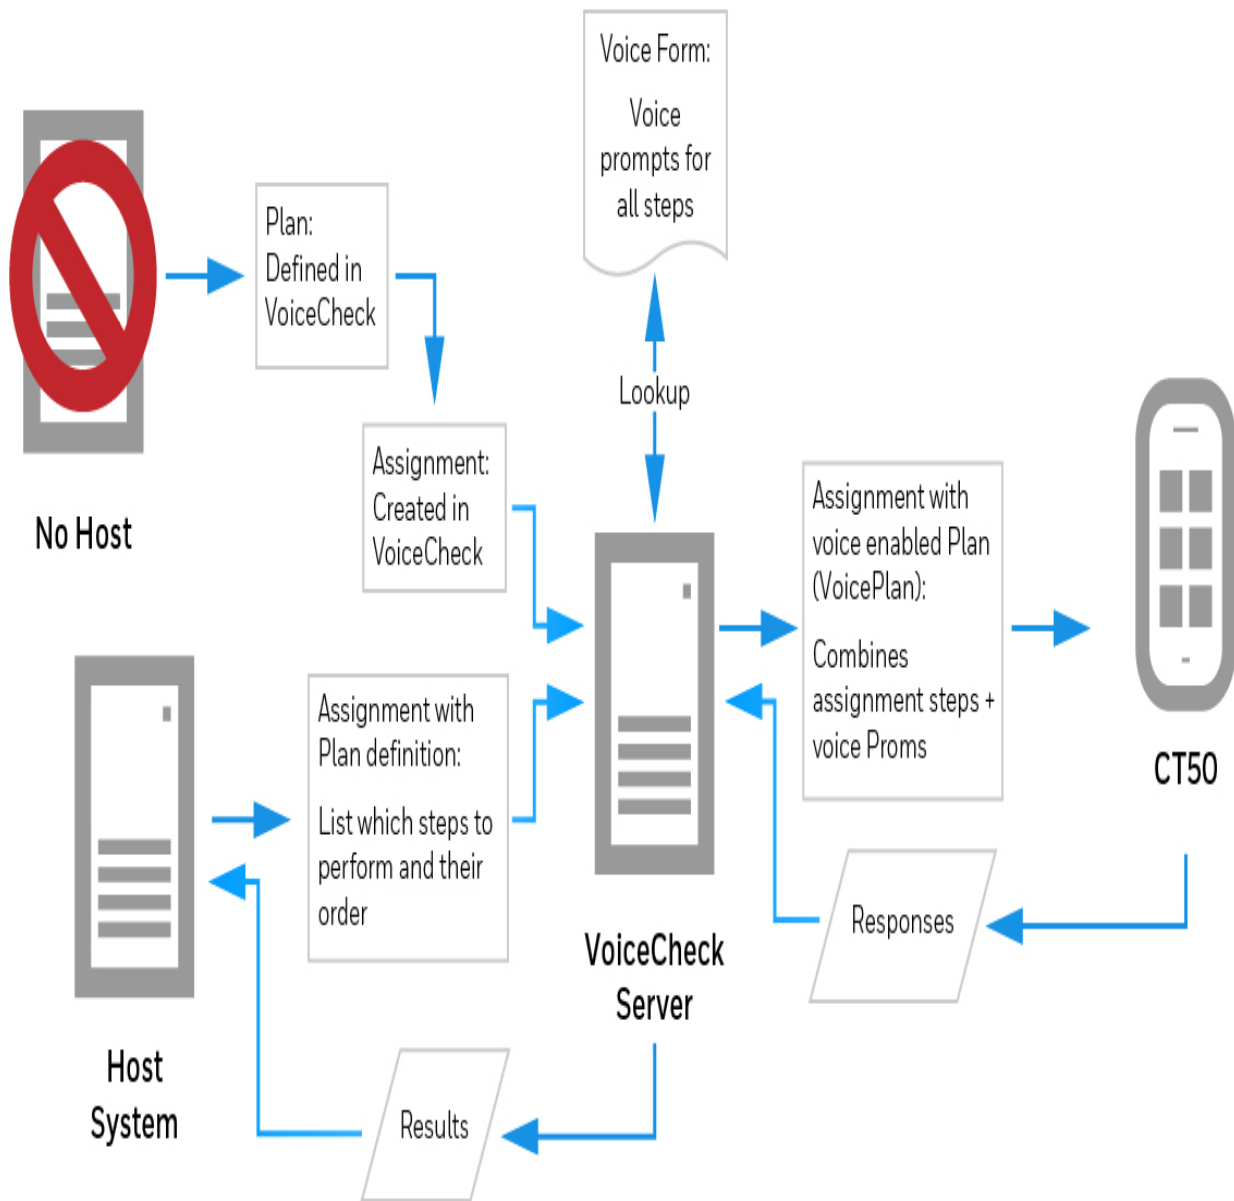 Voice Form:
Voice
prompts for
all steps
Plan:
Defined in
VoiceCheck
Lookup
No Host
Assignment:
Created in
VoiceCheck
Assignment with
voice enabled Plan
(VoicePlan):
Combines
assignment steps +
voice Proms
CT50
Assignment with
Plan definition:
List which steps to
perform and their
order
VoiceCheck
Server
Responses
Host
System
Results